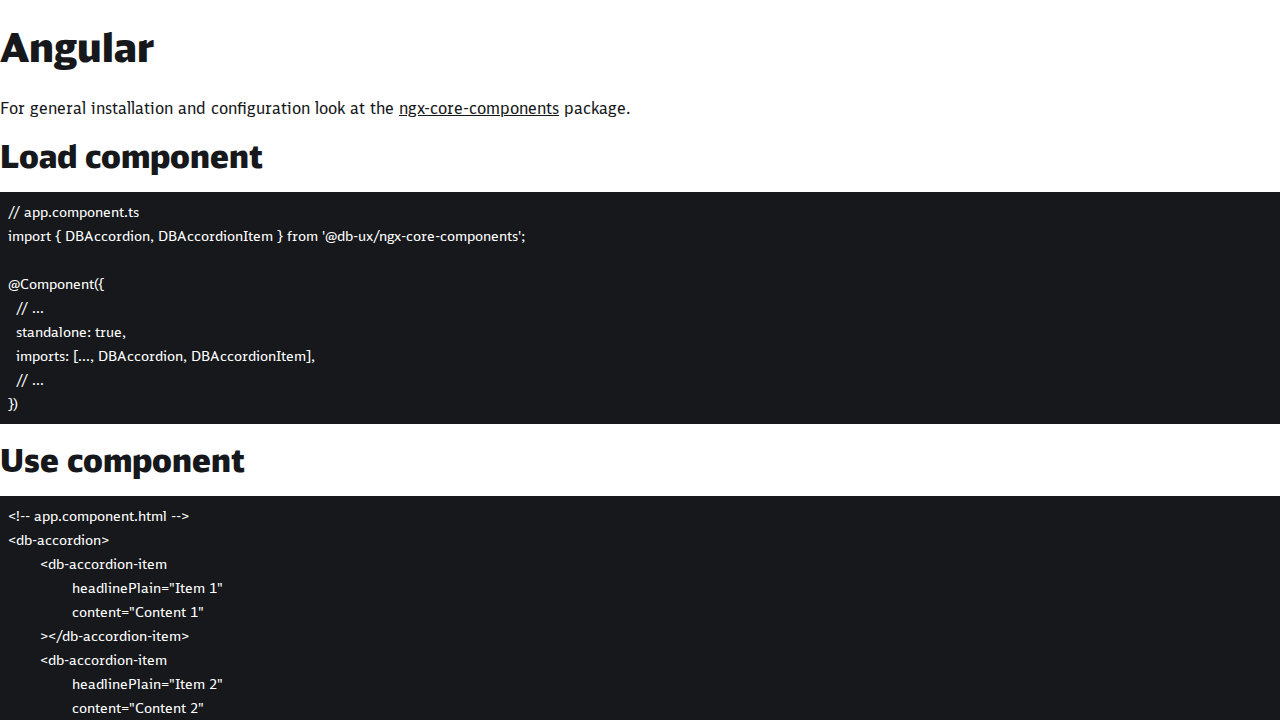 Angular
For general installation and configuration look at the ngx-core-components package.
Load component
// app.component.ts
import { DBAccordion, DBAccordionItem } from '@db-ux/ngx-core-components';
@Component({
// ...
standalone: true,
imports: [..., DBAccordion, DBAccordionItem],
// ...
})
Use component
<!-- app.component.html -->
<db-accordion>
<db-accordion-item
headlinePlain="Item 1"
content="Content 1"
></db-accordion-item>
<db-accordion-item
headlinePlain="Item 2"
content="Content 2"